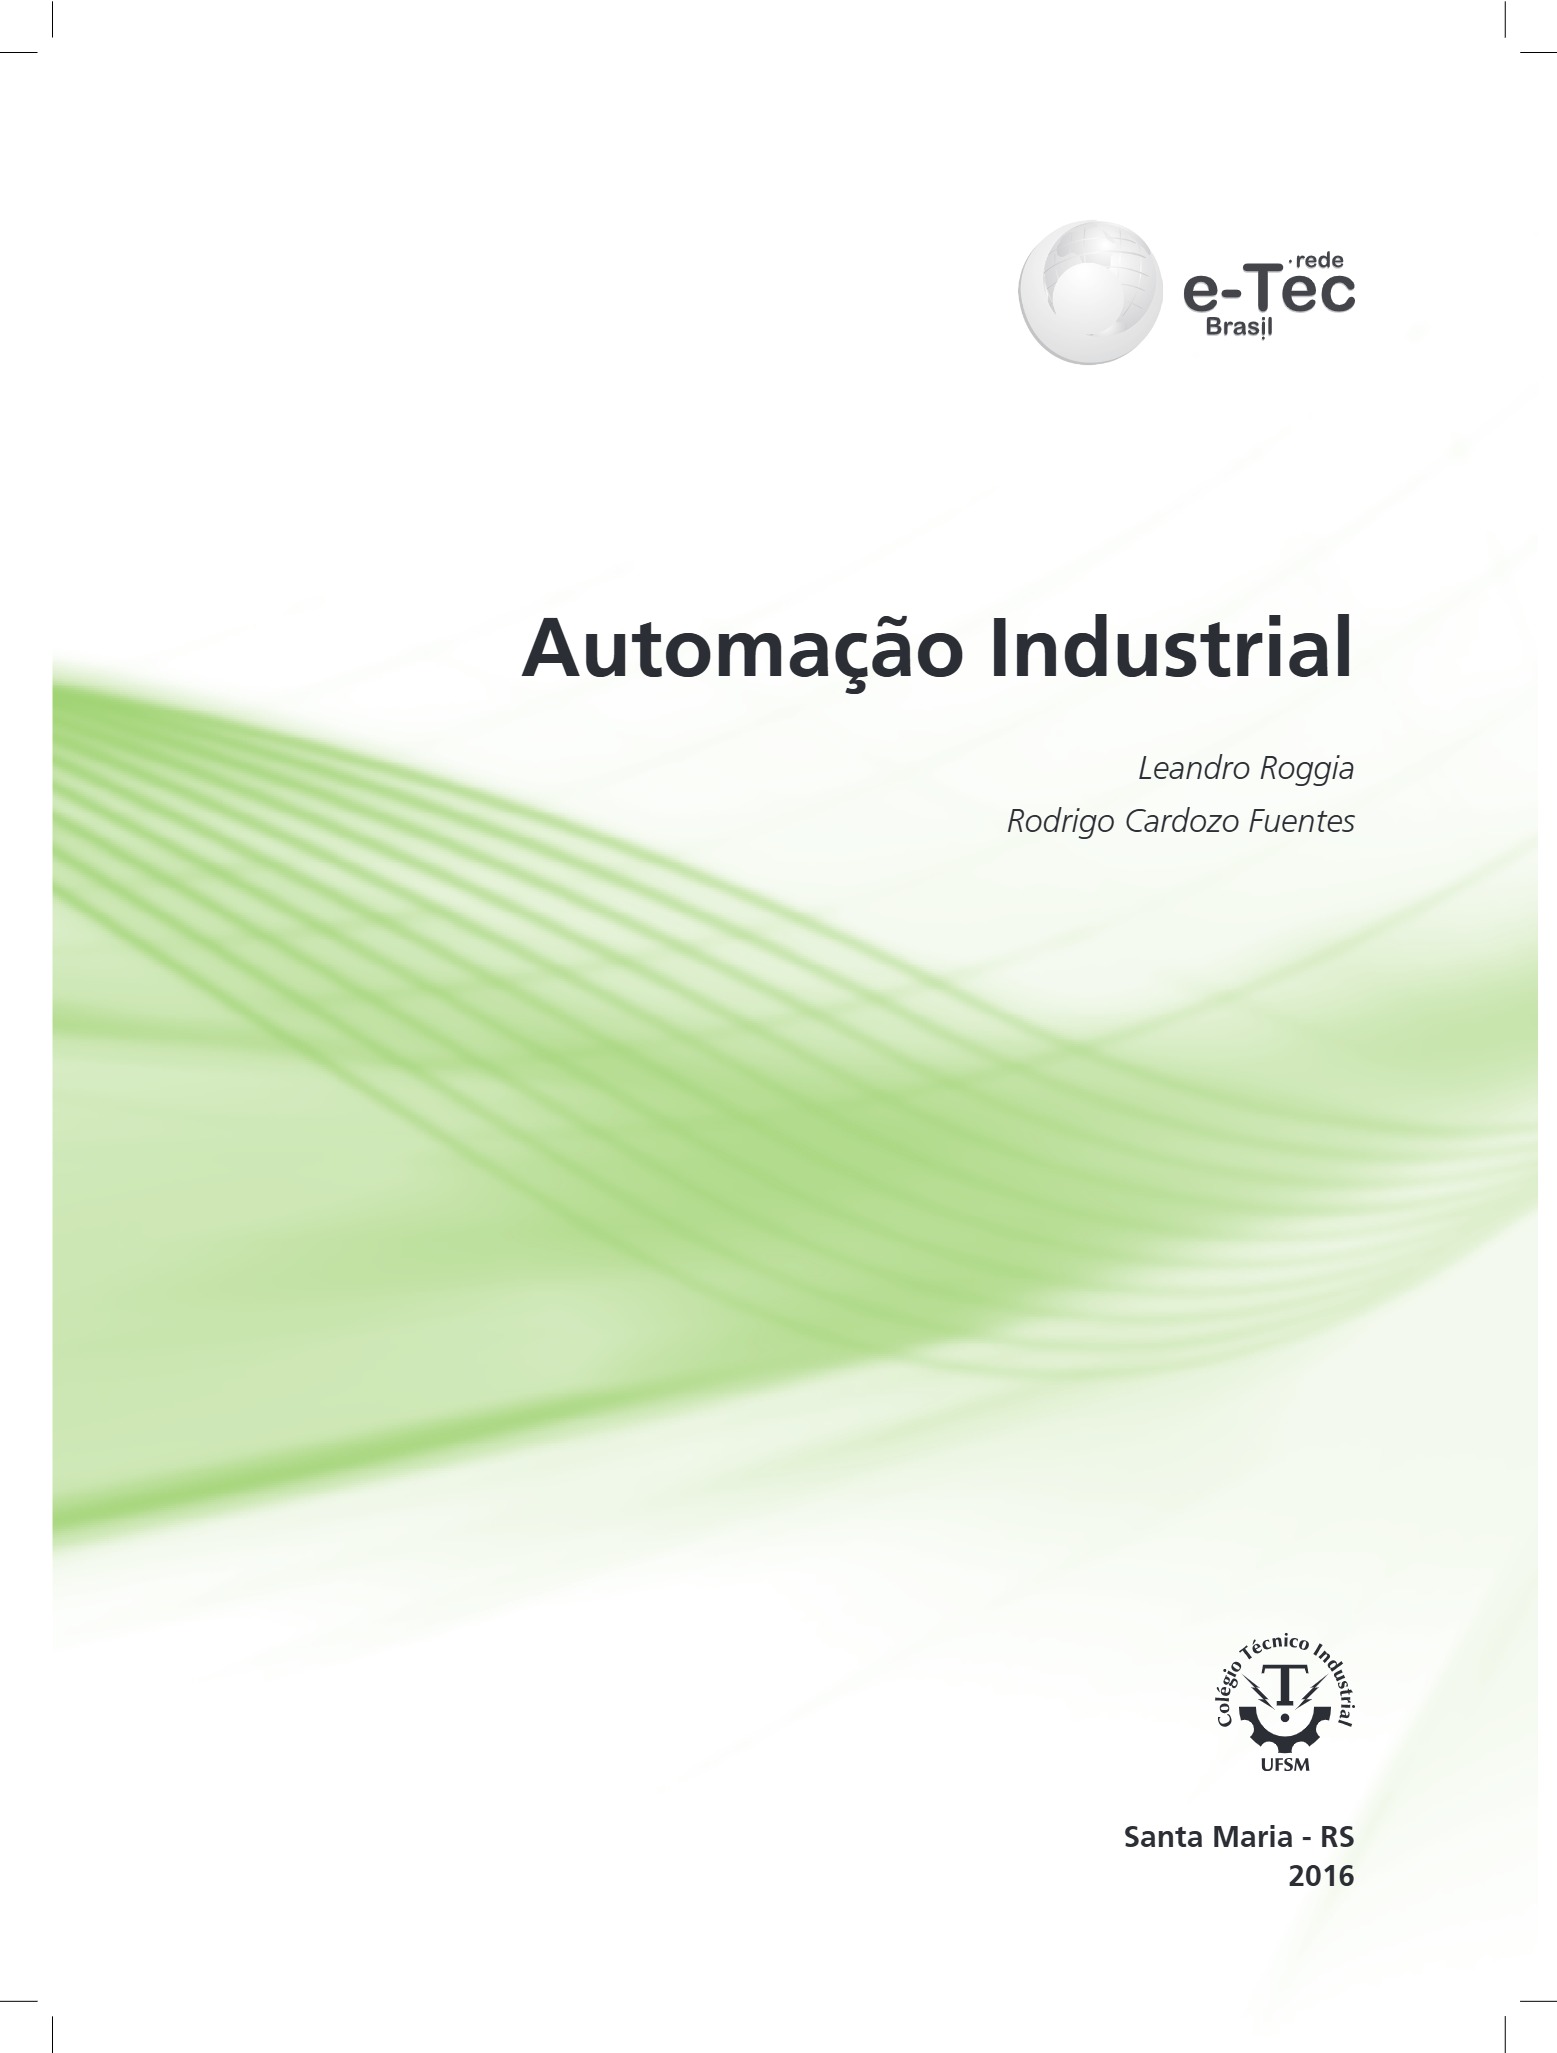 rede
e-Tec
Brasil
Automação Industrial
Leandro Roggia
Rodrigo Cardozo Fuentes
Colégio Técnico Industrial
UFSM
Santa Maria - RS
2016